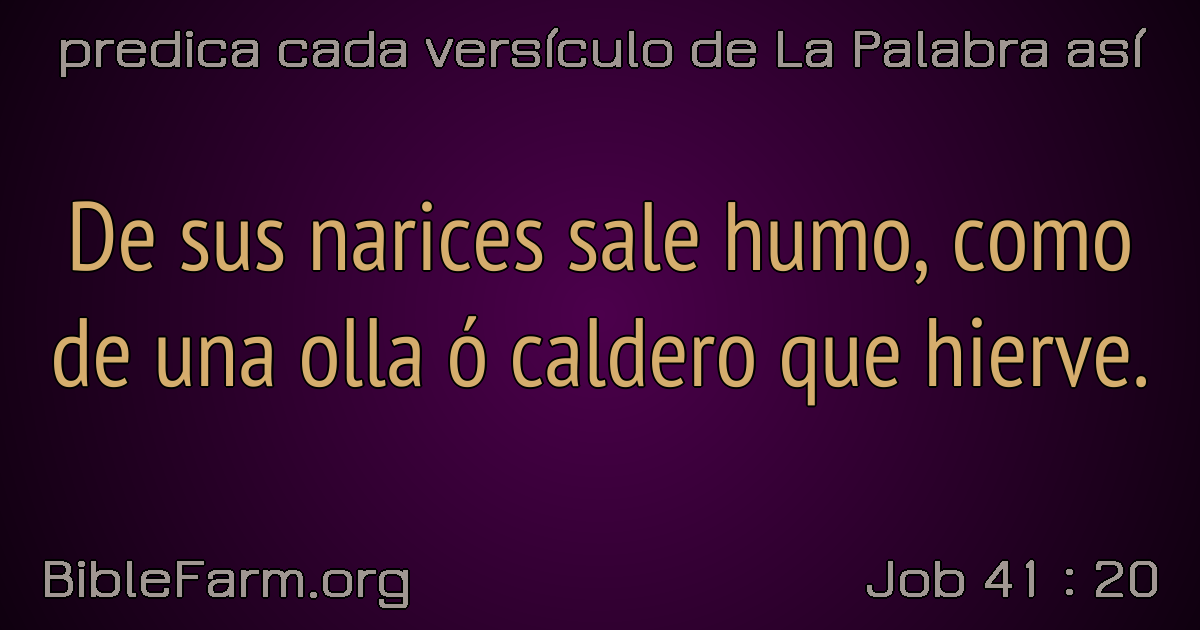 predica cada versículo de La Palabra así
De sus narices sale humo, como
de una olla ó caldero que hierve.
BibleFarm.org
Job 41 : 20